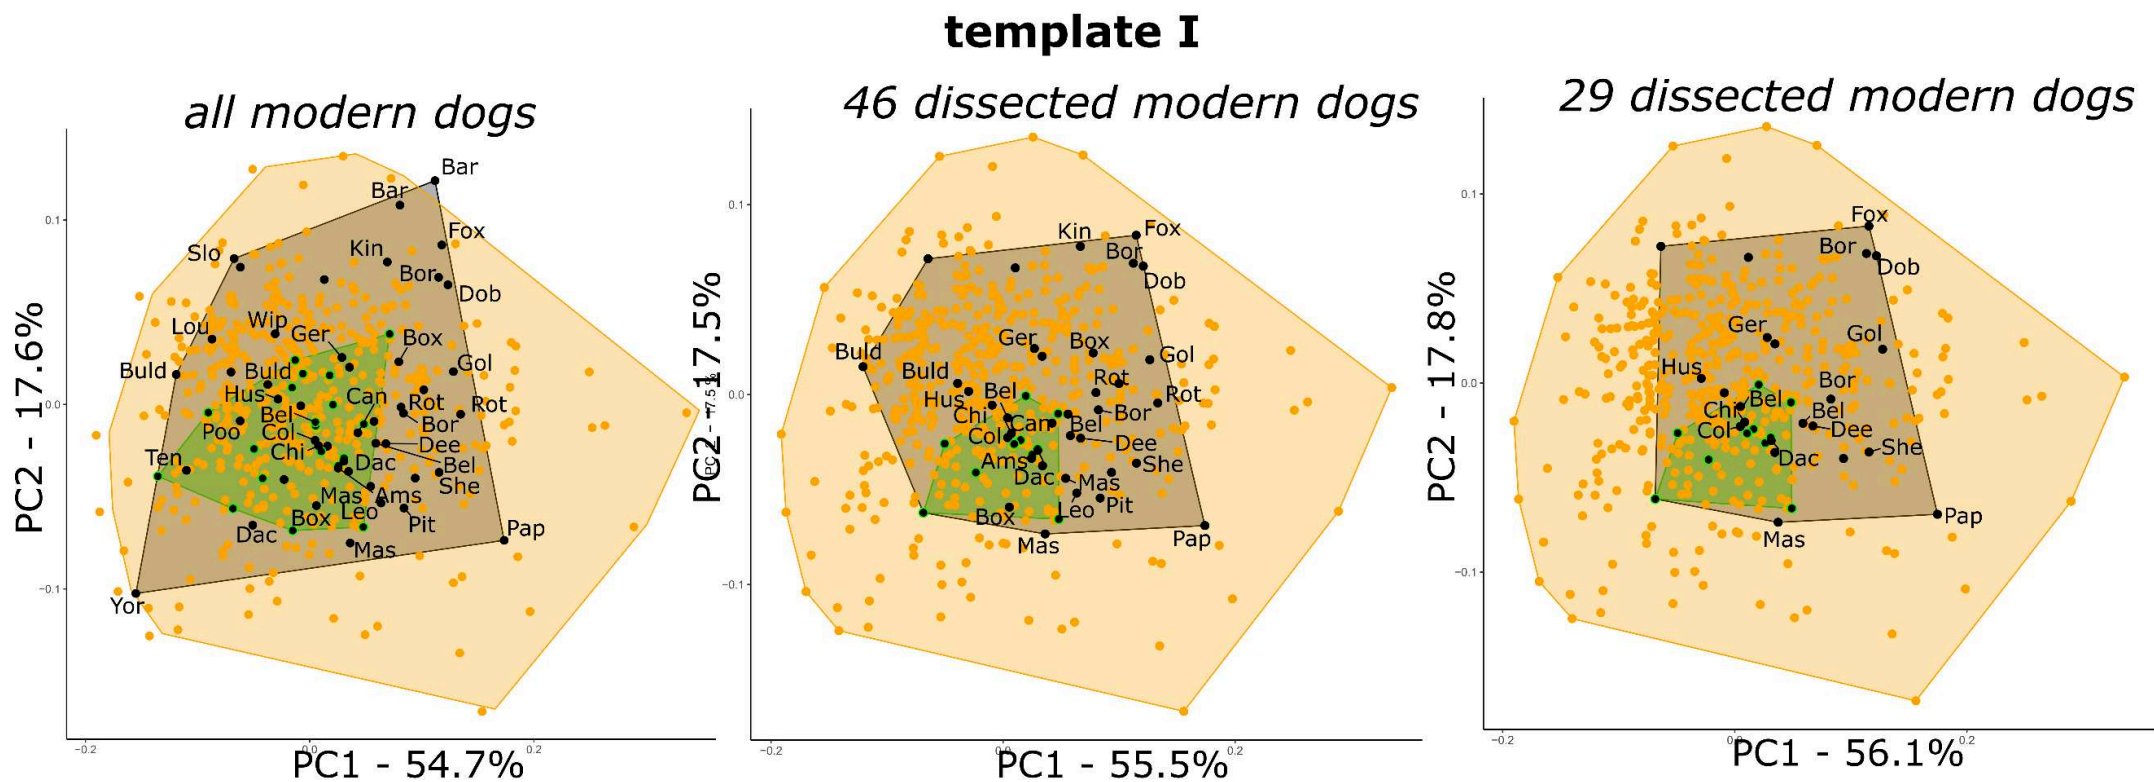 template I
all modern dogs
46 dissected modern dogs
29 dissected modern dogs
Bar
Bar
Fox
Slo
Kin
Bor
Dob
Lou
Wip
Ger
Box
Buld
Buld
Gol
Hus
Can
Bel
Rot
Rot
Poo
Col
Bor
Chi
Dee
Ten
Dac
Bel
She
Mas
Ams
Box
Leo
Pit
Dac
Mas
Pap
Yor
0.1
0.0
−0.1
−0.2
0.0
0.2
PC2 - 17.6%
PC1 - 54.7%
Kin
Fox
Bor
Dob
Ger
Box
Gol
Buld
Buld
Rot
Hus
Bel
Rot
Chi
Can
Bel
Bor
Col
Dee
Ams
She
Dac
Mas
Box
Leo
Pit
Mas
Pap
0.1
0.0
−0.1
−0.2
0.0
0.2
PC2 - 17.5%
PC 2 - 17.5 %
PC1 - 55.5%
Fox
Bor
Dob
Ger
Gol
Hus
Bor
Chi
Bel
Bel
Col
Dee
Dac
She
Mas
Pap
0.1
0.0
−0.1
−0.2
0.0
0.2
PC2 - 17.8%
PC1 - 56.1%